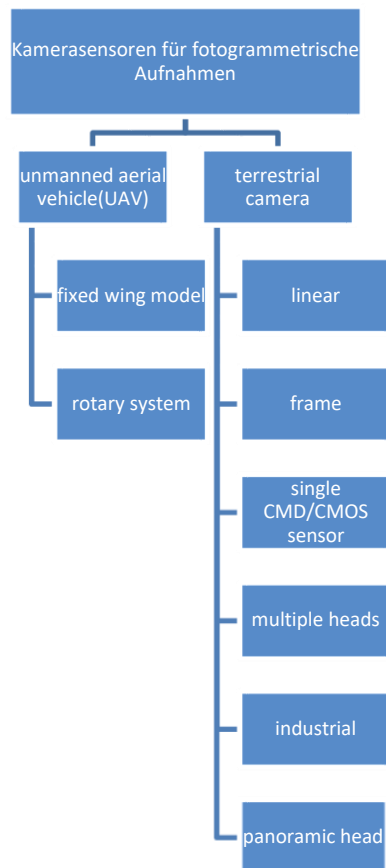 Kamerasensoren für fotogrammetrische
Aufnahmen
unmanned aerial
vehicle(UAV)
fixed wing model
rotary system
terrestrial
camera
linear
frame
single
CMD/CMOS
sensor
multiple heads
industrial
panoramic head